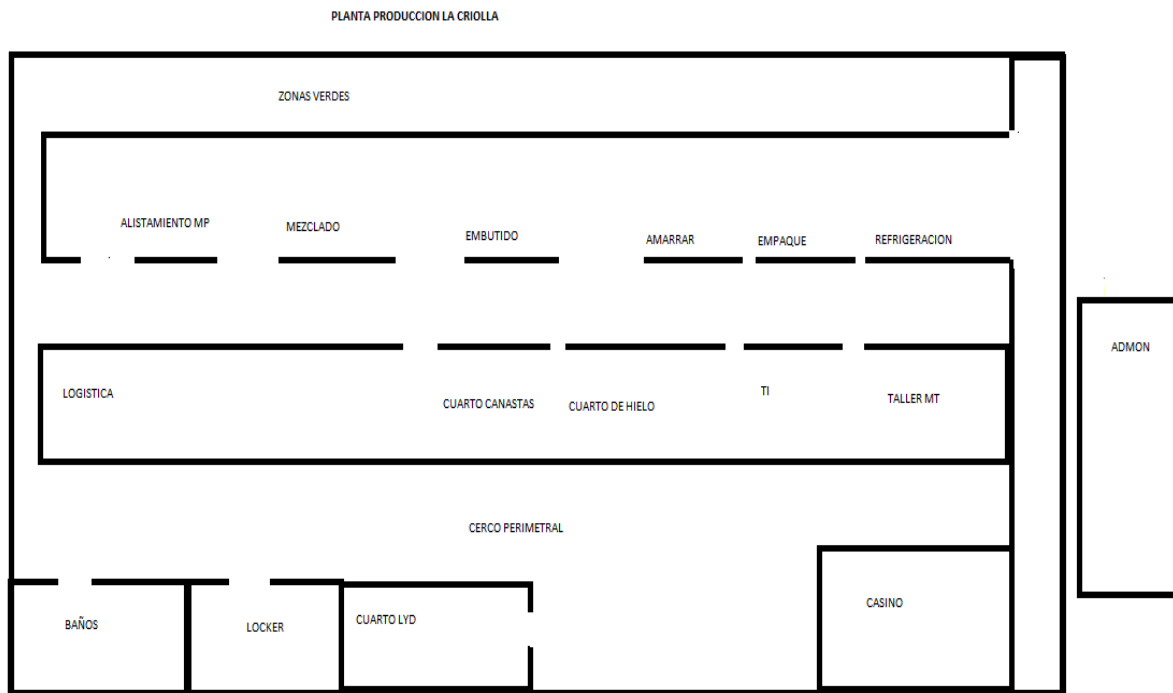 PLANTA PRODUCCION LA CRIOLLA
ZONAS VERDES
ALISTAMIENTO MP
MEZCLADO
EMBUTIDO
AMARRAR
EMPAQUE
REFRIGERACION
ADMON
LOGISTICA
CUARTO CANASTAS
CUARTO DE HIELO
TI
TALLER MT
CERCO PERIMETRAL
BAÑOS
LOCKER
CUARTO LYD
CASINO